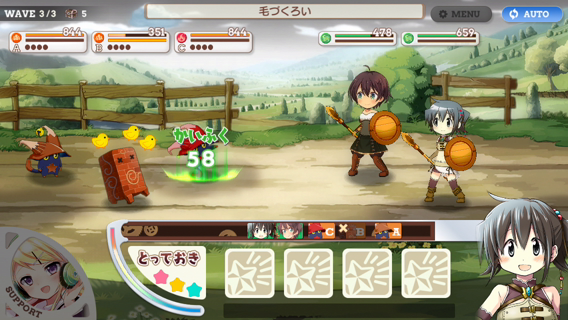 WAVE 3/3
5
毛づくろい
MENU
AUTO
844
351
844
478
659
A
B
C
かいふく
58
C
B
A
とっておき
SUPPORT